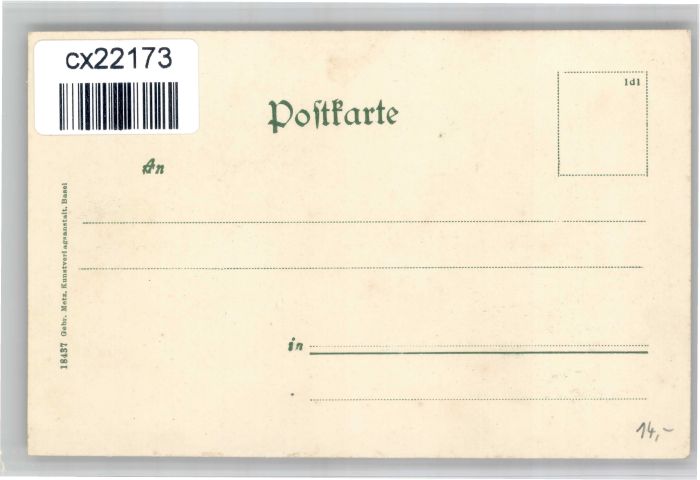 cx22173
1d1
Poſtkarte
An
18437 Gebr. Metz, Kunstverlagsanstalt, Basel
in
14,-